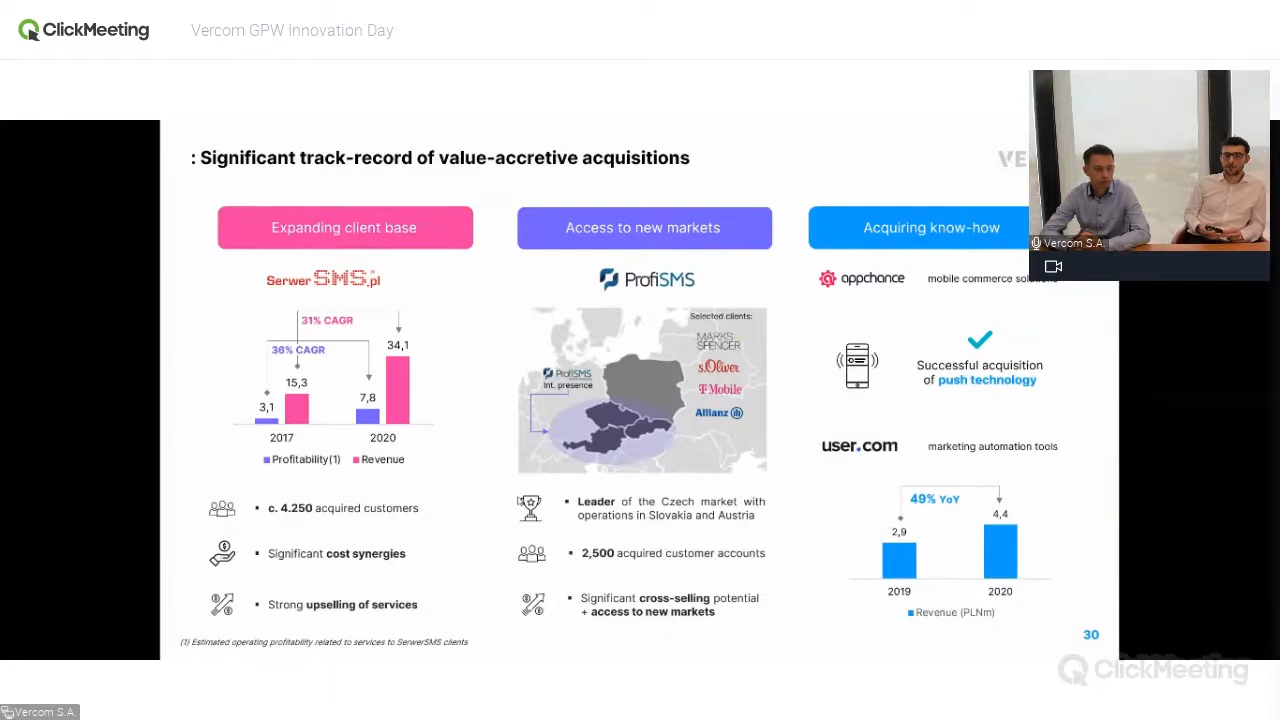 ClickMeeting
Vercom GPW Innovation Day
: Significant track-record of value-accretive acquisitions
VE
Expanding client base
Serwer SMS.pl
31% CAGR
36% CAGR
34,1
15,3
7,8
3,1
2017
2020
Profitability(1)
Revenue
c. 4.250 acquired customers
Significant cost synergies
Strong upselling of services
(1) Estimated operating profitability related to services to SerwerSMS clients
Access to new markets
ProfiSMS
Selected clients:
MARKS
SPENCER
s.Oliver
T Mobile
Allianz
ProfiSMS
Int. presence
Leader of the Czech market with
operations in Slovakia and Austria
2,500 acquired customer accounts
Significant cross-selling potential
+ access to new markets
Acquiring know-how
appchance
mobile commerce solutions
Successful acquisition
of push technology
user.com
marketing automation tools
49% YoY
4,4
2,9
2019
2020
Revenue (PLNm)
30
Vercom S.A.
ClickMeeting
Vercom S.A.